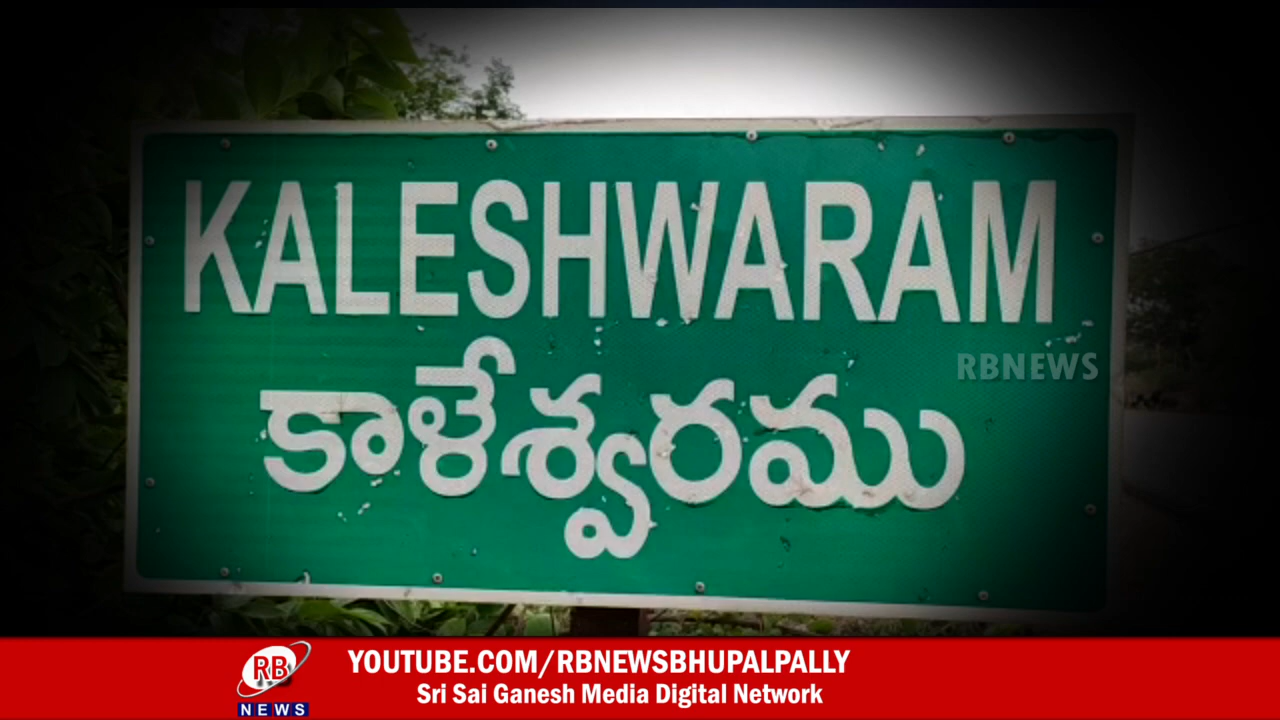 KALESHWARAM
RBNEWS
కాళేశ్వరము
RB
NEWS
YOUTUBE.COM/RBNEWSBHUPALPALLY
Sri Sai Ganesh Media Digital Network